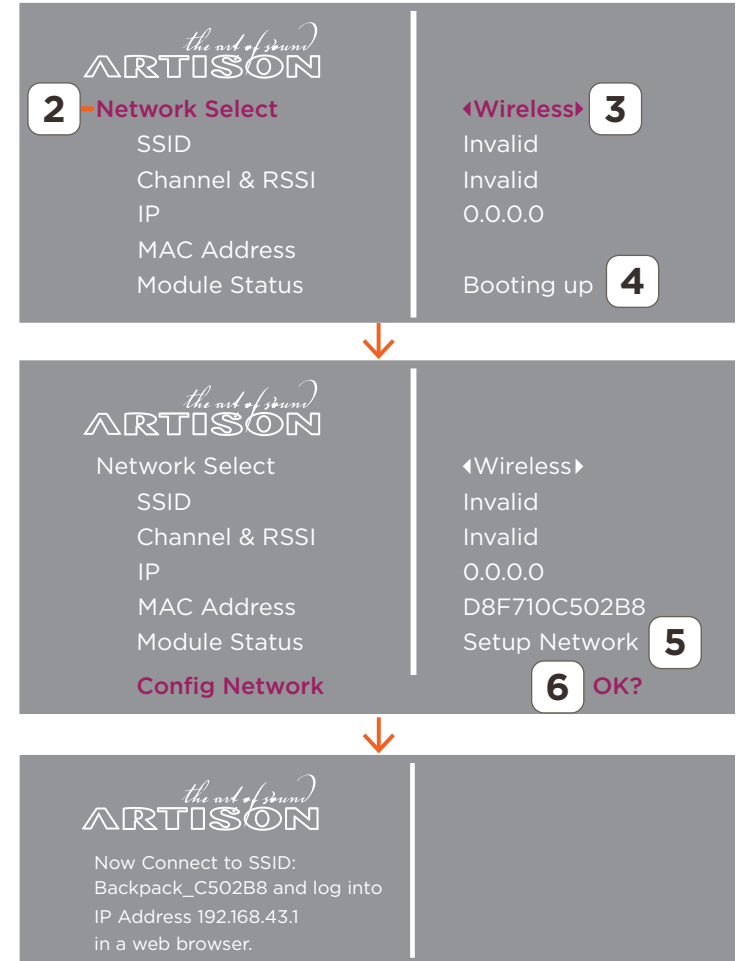 the art of sound
ARTISON
2 Network Select ◂Wireless▸ 3
SSID Invalid
Channel & RSSI Invalid
IP 0.0.0.0
MAC Address
Module Status Booting up 4
the art of sound
ARTISON
Network Select ◂Wireless▸
SSID Invalid
Channel & RSSI Invalid
IP 0.0.0.0
MAC Address D8F710C502B8
Module Status Setup Network 5
Config Network 6 OK?
the art of sound
ARTISON
Now Connect to SSID:
Backpack_C502B8 and log into
IP Address 192.168.43.1
in a web browser.